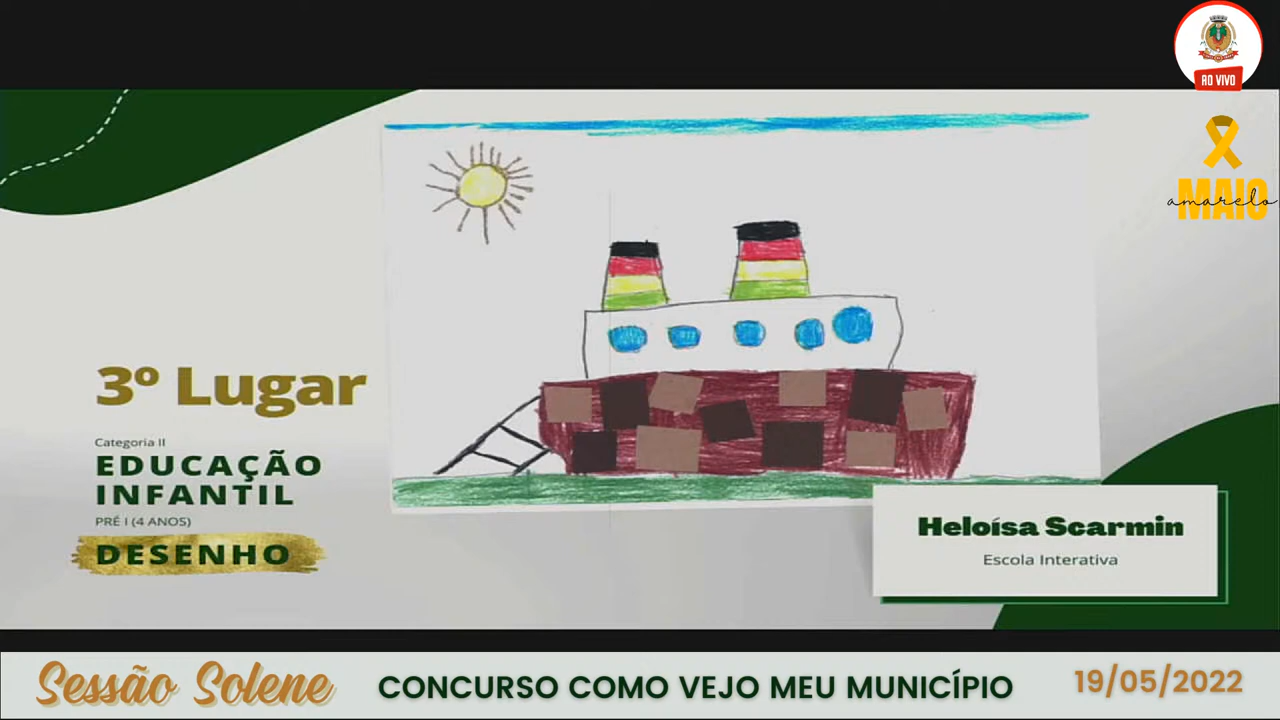 AO VIVO
MAIO
amarelo
3º Lugar
Categoria II
EDUCAÇÃO
INFANTIL
PRÉ I (4 ANOS)
DESENHO
Heloísa Scarmin
Escola Interativa
Sessão Solene
CONCURSO COMO VEJO MEU MUNICÍPIO
19/05/2022